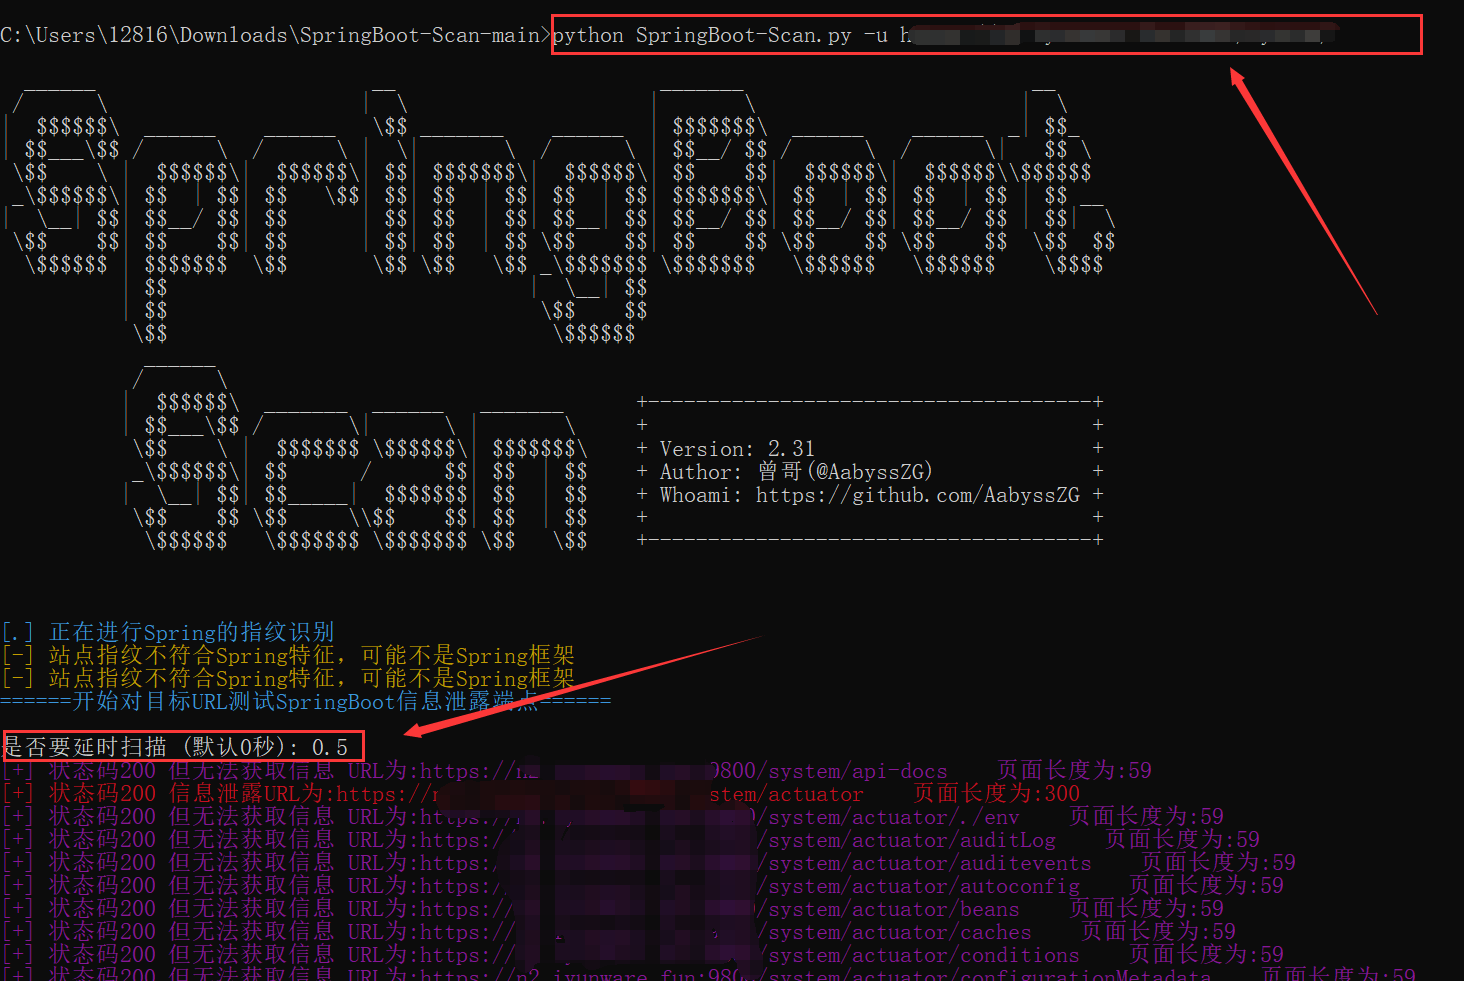 C:\Users\12816\Downloads\SpringBoot-Scan-main>python SpringBoot-Scan.py -u h
Version: 2.31
Author: 曾哥(@AabyssZG)
Whoami: https://github.com/AabyssZG
[.] 正在进行Spring的指纹识别
[-] 站点指纹不符合Spring特征，可能不是Spring框架
[-] 站点指纹不符合Spring特征，可能不是Spring框架
======开始对目标URL测试SpringBoot信息泄露端点======
是否要延时扫描 (默认0秒): 0.5
[+] 状态码200 但无法获取信息 URL为:https://n2 9800/system/api-docs 页面长度为:59
[+] 状态码200 信息泄露URL为:https:// stem/actuator 页面长度为:300
[+] 状态码200 但无法获取信息 URL为:https:// /system/actuator/./env 页面长度为:59
[+] 状态码200 但无法获取信息 URL为:https:// /system/actuator/auditLog 页面长度为:59
[+] 状态码200 但无法获取信息 URL为:https:// /system/actuator/auditevents 页面长度为:59
[+] 状态码200 但无法获取信息 URL为:https:// /system/actuator/autoconfig 页面长度为:59
[+] 状态码200 但无法获取信息 URL为:https:// /system/actuator/beans 页面长度为:59
[+] 状态码200 但无法获取信息 URL为:https:// /system/actuator/caches 页面长度为:59
[+] 状态码200 但无法获取信息 URL为:https:// /system/actuator/conditions 页面长度为:59
[+] 状态码200 但无法获取信息 URL为:https:// /system/actuator/configurationMetadata 页面长度为:59